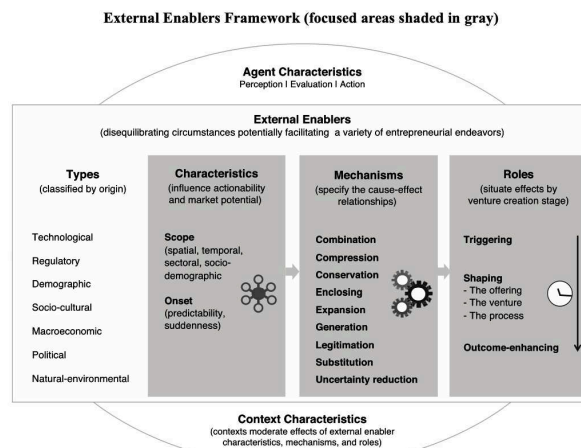 External Enablers Framework (focused areas shaded in gray)
Agent Characteristics
Perception I Evaluation I Action
External Enablers
(disequilibrating circumstances potentially facilitating a variety of entrepreneurial endeavors)
Types
(classified by origin)
Technological
Regulatory
Demographic
Socio-cultural
Macroeconomic
Political
Natural-environmental
Characteristics
(influence actionability
and market potential)
Scope
(spatial, temporal,
sectoral, socio-
demographic
Onset
(predictability,
suddenness)
Mechanisms
(specify the cause-effect
relationships)
Combination
Compression
Conservation
Enclosing
Expansion
Generation
Legitimation
Substitution
Uncertainty reduction
Roles
(situate effects by
venture creation stage)
Triggering
Shaping
- The offering
- The venture
- The process
Outcome-enhancing
Context Characteristics
(contexts moderate effects of external enabler
characteristics, mechanisms, and roles)